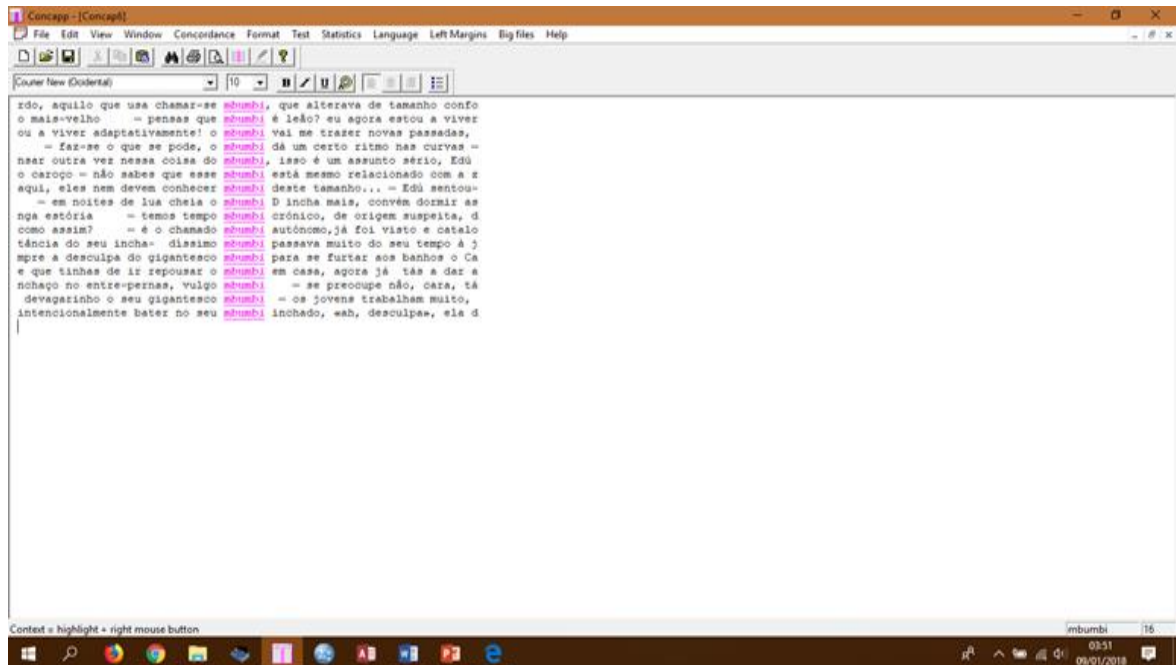 Concapp - [Concap6]
File Edit View Window Concordance Format Test Statistics Language Left Margins Big files Help
Courier New (Ocidental) 10 B I U
rdo, aquilo que usa chamar-se mbumbi, que alterava de tamanho confo
o mais-velho — pensas que mbumbi é leão? eu agora estou a viver
ou a viver adaptativamente! o mbumbi vai me trazer novas passadas,
— faz-se o que se pode, o mbumbi dá um certo ritmo nas curvas —
nsar outra vez nessa coisa do mbumbi, isso é um assunto sério, Edú
o caroço — não sabes que esse mbumbi está mesmo relacionado com a z
aqui, eles nem devem conhecer mbumbi deste tamanho... — Edú sentou-
— em noites de lua cheia o mbumbi D incha mais, convém dormir as
nga estória — temos tempo mbumbi crónico, de origem suspeita, d
como assim? — é o chamado mbumbi autônomo,já foi visto e catalo
tância do seu incha- díssimo mbumbi passava muito do seu tempo à j
mpre a desculpa do gigantesco mbumbi para se furtar aos banhos o Ca
e que tinhas de ir repousar o mbumbi em casa, agora já tás a dar a
nchaço no entre-pernas, vulgo mbumbi — se preocupe não, cara, tá
devagarinho o seu gigantesco mbumbi — os jovens trabalham muito,
intencionalmente bater no seu mbumbi inchado, «ah, desculpa», ela d
Context = highlight + right mouse button mbumbi 16
03:51
09/01/2018